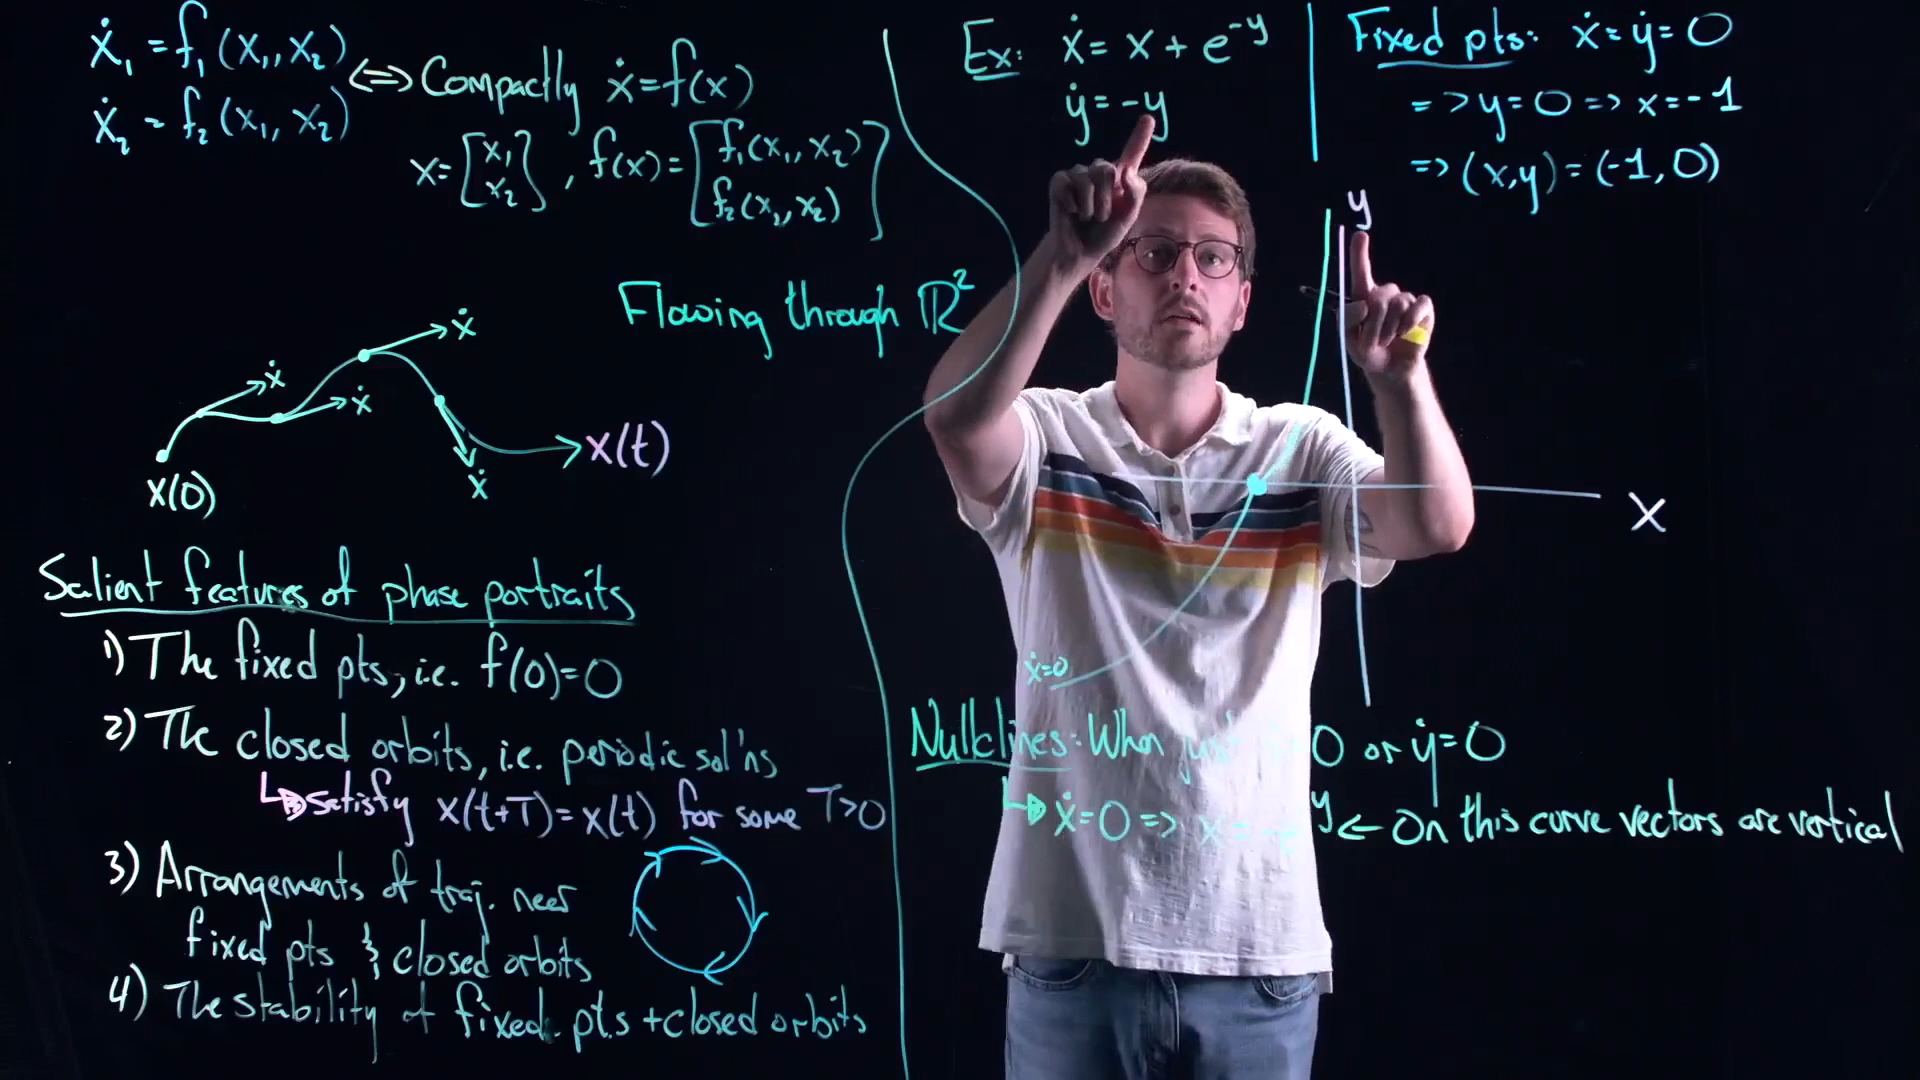 ẋ₁ = f₁(x₁, x₂)
ẋ₂ = f₂(x₁, x₂)
⇔ Compactly ẋ = f(x)
x = [x₁ x₂], f(x) = [f₁(x₁, x₂) f₂(x₁, x₂)]
Flowing through ℝ²
ẋ
ẋ
ẋ
ẋ
x(0)
x(t)
Salient features of phase portraits
1) The fixed pts, i.e. f(0)=0
2) The closed orbits, i.e. periodic sol'ns
↳ satisfy x(t+T)=x(t) for some T>0
3) Arrangements of traj. near
fixed pts & closed orbits
4) The stability of fixed pts + closed orbits
Ex: ẋ = x + e^-y
ẏ = -y
Fixed pts: ẋ = ẏ = 0
=> y=0 => x=-1
=> (x,y) = (-1, 0)
y
x
ẋ=0
Nullclines: When just =0 or ẏ=0
↳ ẋ=0 => x = y ← On this curve vectors are vertical